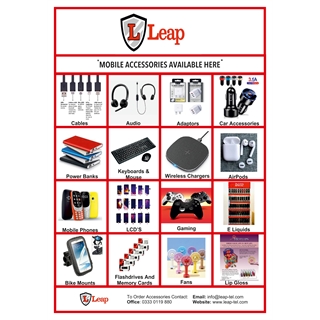 L Leap
"MOBILE ACCESSORIES AVAILABLE HERE"
3.0A
Cables
Audio
Adaptors
Car Accessories
Power Banks
Keyboards &
Mouse
Wireless Chargers
AirPods
Mobile Phones
LCD'S
Gaming
E Liquids
Bike Mounts
Flashdrives And
Memory Cards
Fans
Lip Gloss
L Leap
To Order Accessories Contact:
Office: 0333 0119 880
Email: info@leap-tel.com
Website: www.leap-tel.com